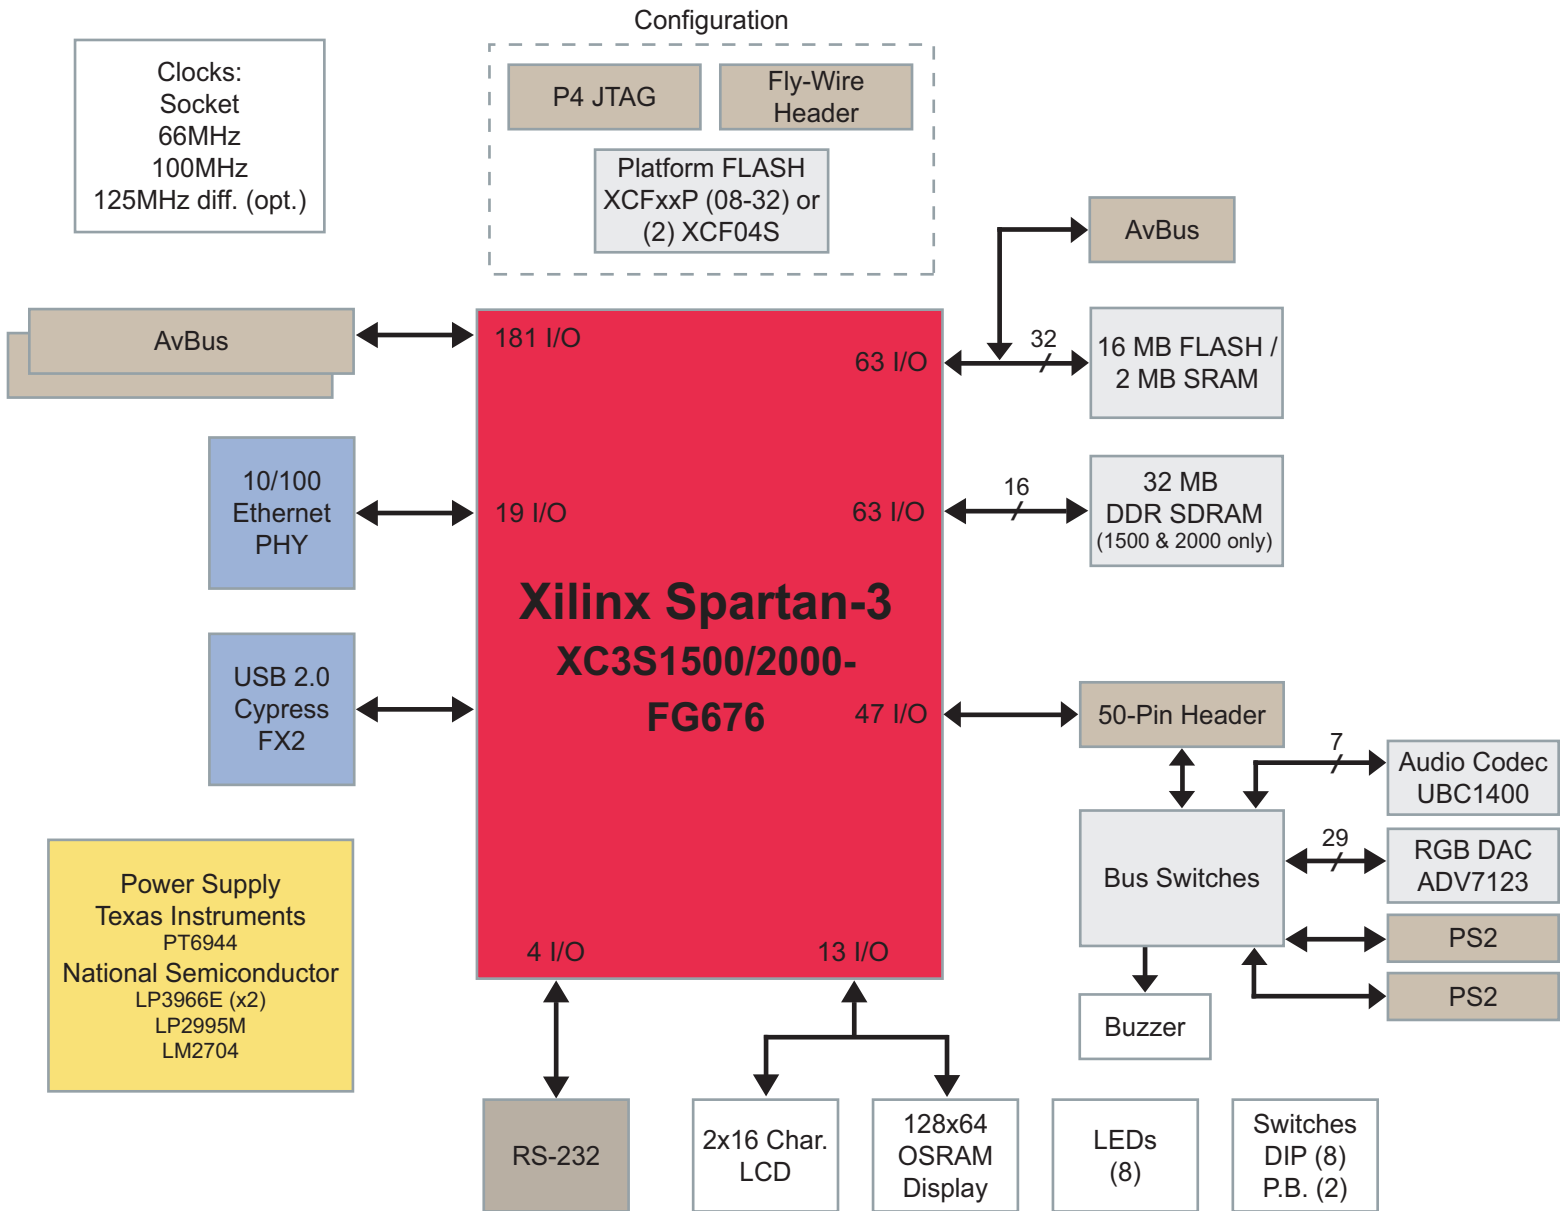 Configuration
Clocks:
Socket
66MHz
100MHz
125MHz diff. (opt.)
P4 JTAG
Fly-Wire
Header
Platform FLASH
XCFxxP (08-32) or
(2) XCF04S
AvBus
AvBus
181 I/O
63 I/O
32
16 MB FLASH /
2 MB SRAM
10/100
Ethernet
PHY
19 I/O
63 I/O
16
32 MB
DDR SDRAM
(1500 & 2000 only)
Xilinx Spartan-3
XC3S1500/2000-
FG676
USB 2.0
Cypress
FX2
47 I/O
50-Pin Header
7
Audio Codec
UBC1400
Bus Switches
29
RGB DAC
ADV7123
PS2
PS2
Buzzer
Power Supply
Texas Instruments
PT6944
National Semiconductor
LP3966E (x2)
LP2995M
LM2704
4 I/O
13 I/O
RS-232
2x16 Char.
LCD
128x64
OSRAM
Display
LEDs
(8)
Switches
DIP (8)
P.B. (2)